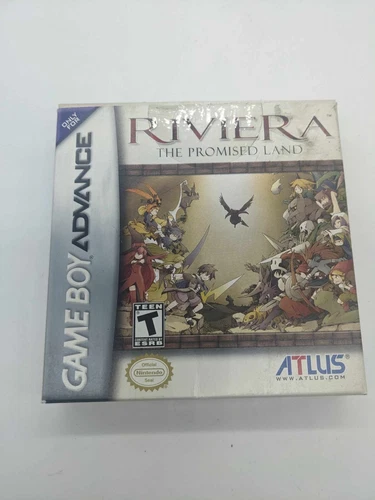 ONLY
FOR
GAME BOY ADVANCE
RIVIERA
THE PROMISED LAND
TEEN
T
ESRB
Official
Nintendo
Seal
ATLUS
WWW.ATLUS.COM